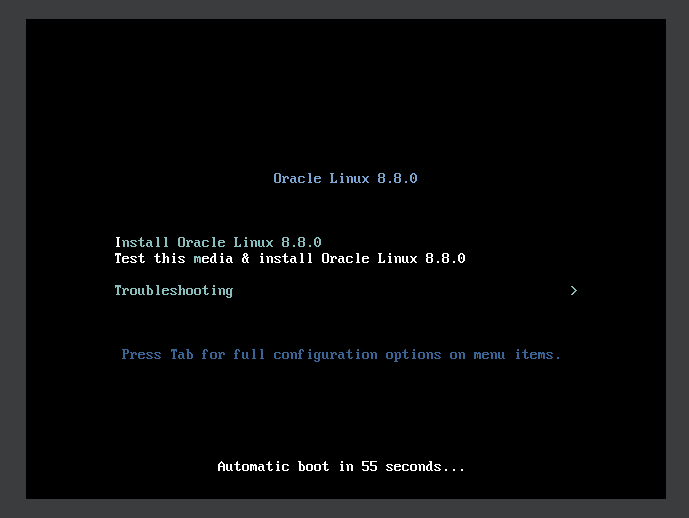 Oracle Linux 8.8.0
Install Oracle Linux 8.8.0
Test this media & install Oracle Linux 8.8.0
Troubleshooting >
Press Tab for full configuration options on menu items.
Automatic boot in 55 seconds...